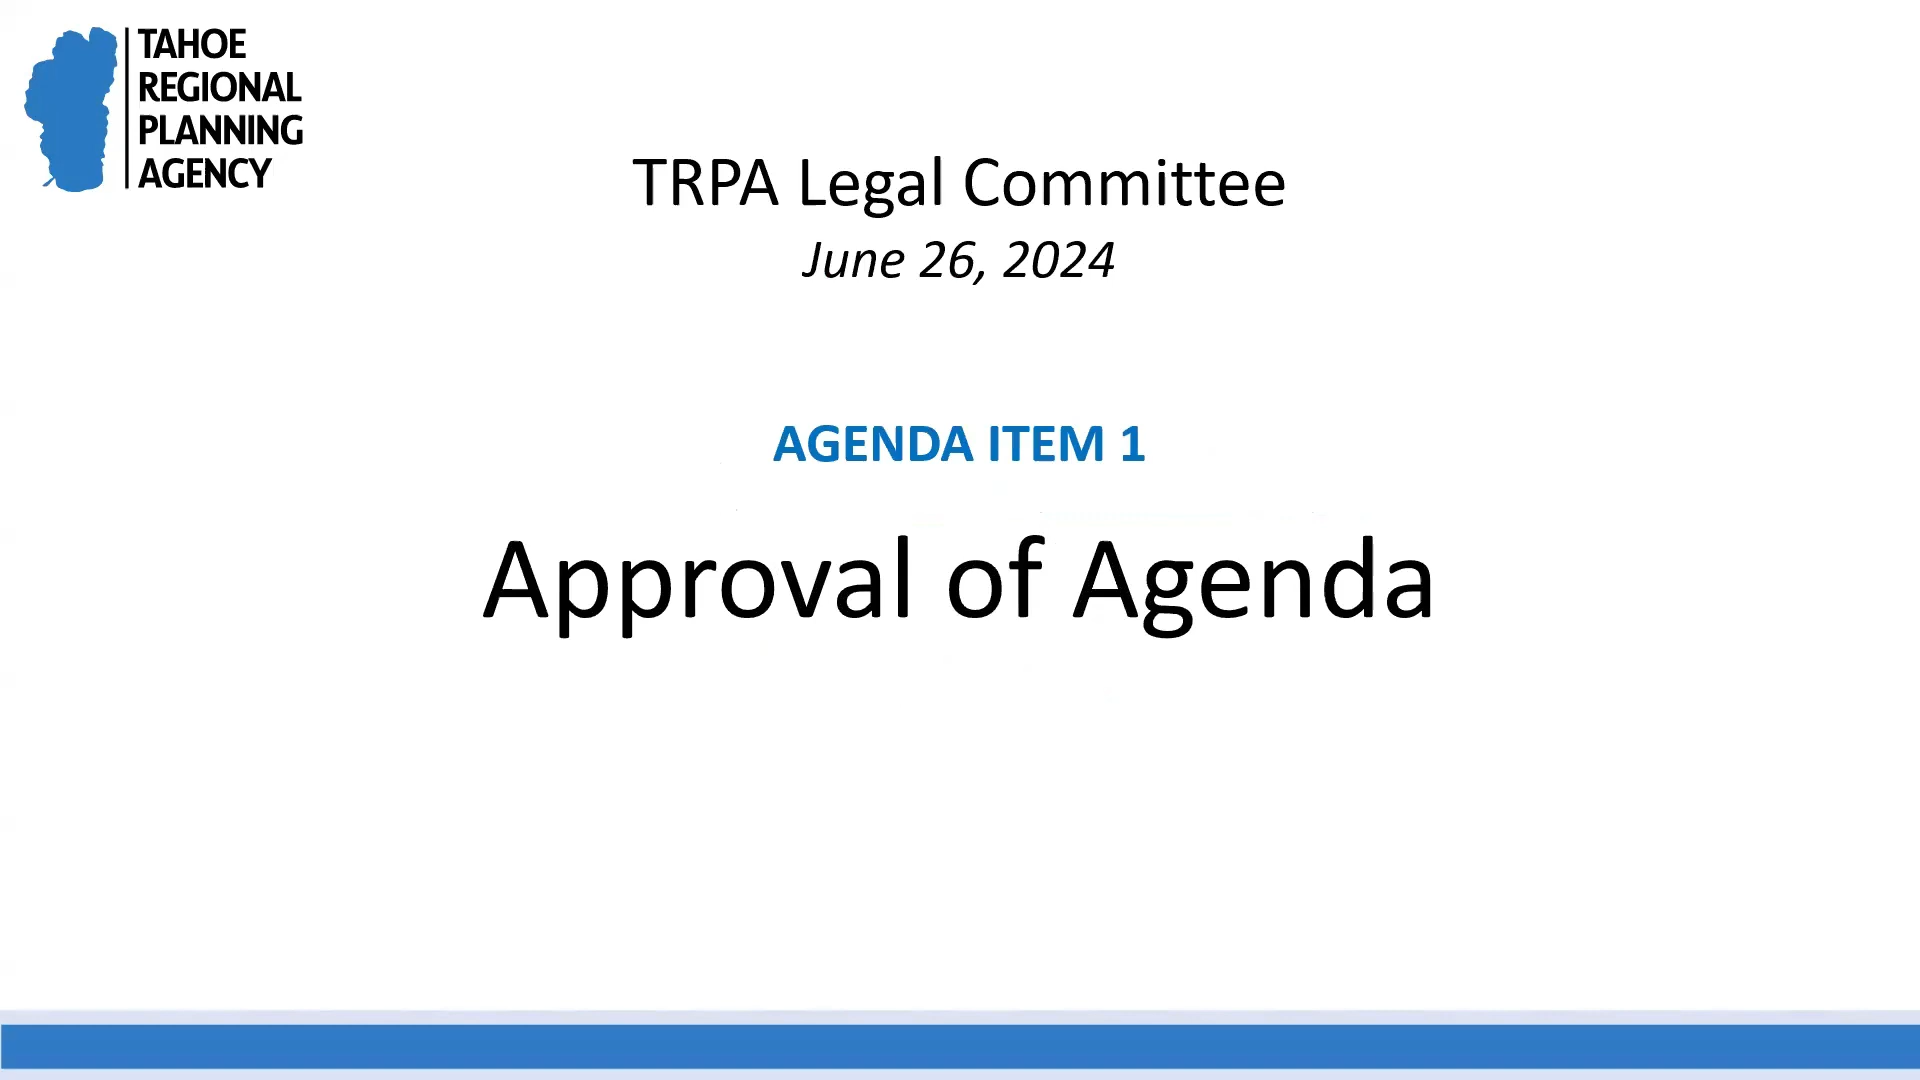 TAHOE
REGIONAL
PLANNING
AGENCY
TRPA Legal Committee
June 26, 2024
AGENDA ITEM 1
Approval of Agenda